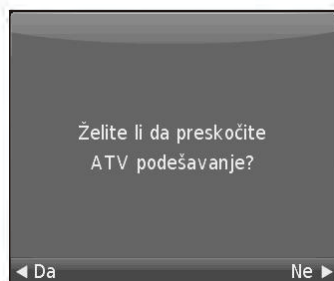 Želite li da preskočite
ATV podešavanje?
◀ Da Ne ▶